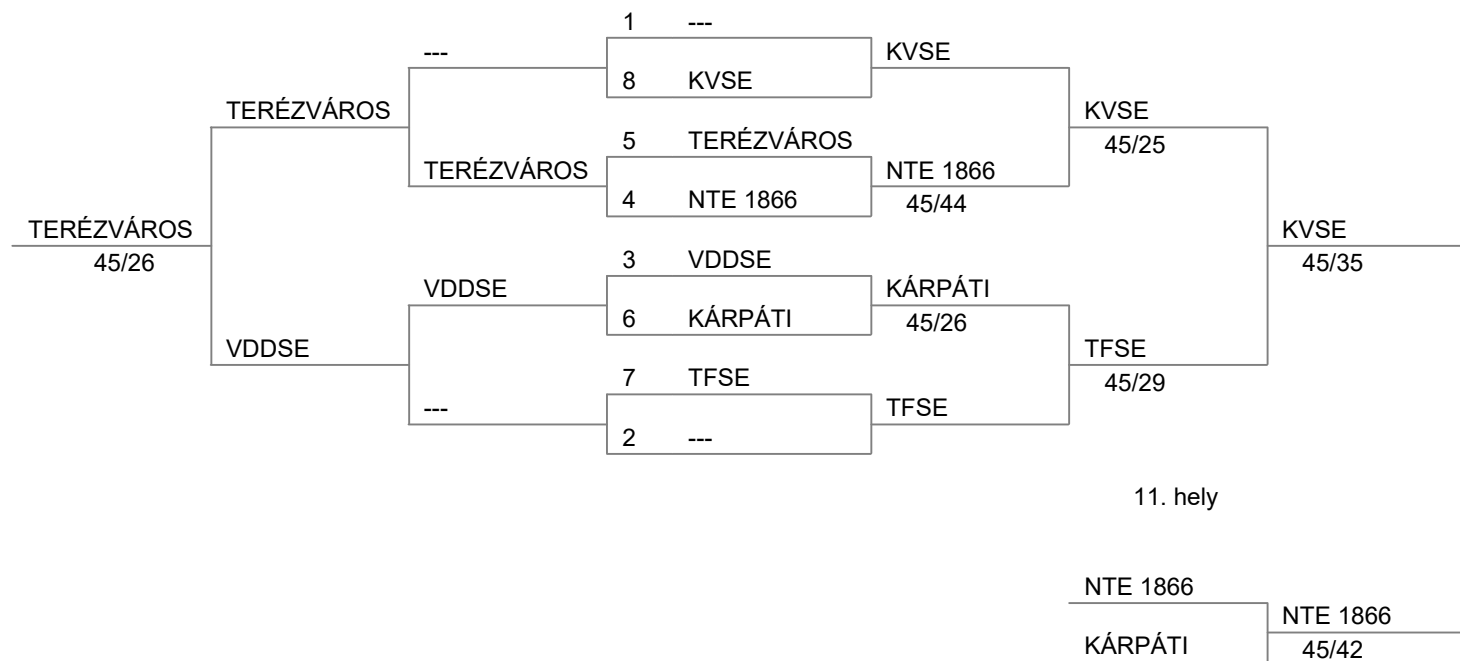 1 ---
--- KVSE
8 KVSE
TERÉZVÁROS KVSE
5 TERÉZVÁROS 45/25
TERÉZVÁROS NTE 1866
4 NTE 1866 45/44
TERÉZVÁROS KVSE
45/26 3 VDDSE 45/35
VDDSE KÁRPÁTI
6 KÁRPÁTI 45/26
VDDSE TFSE
7 TFSE 45/29
--- TFSE
2 ---
11. hely
NTE 1866
NTE 1866
KÁRPÁTI 45/42